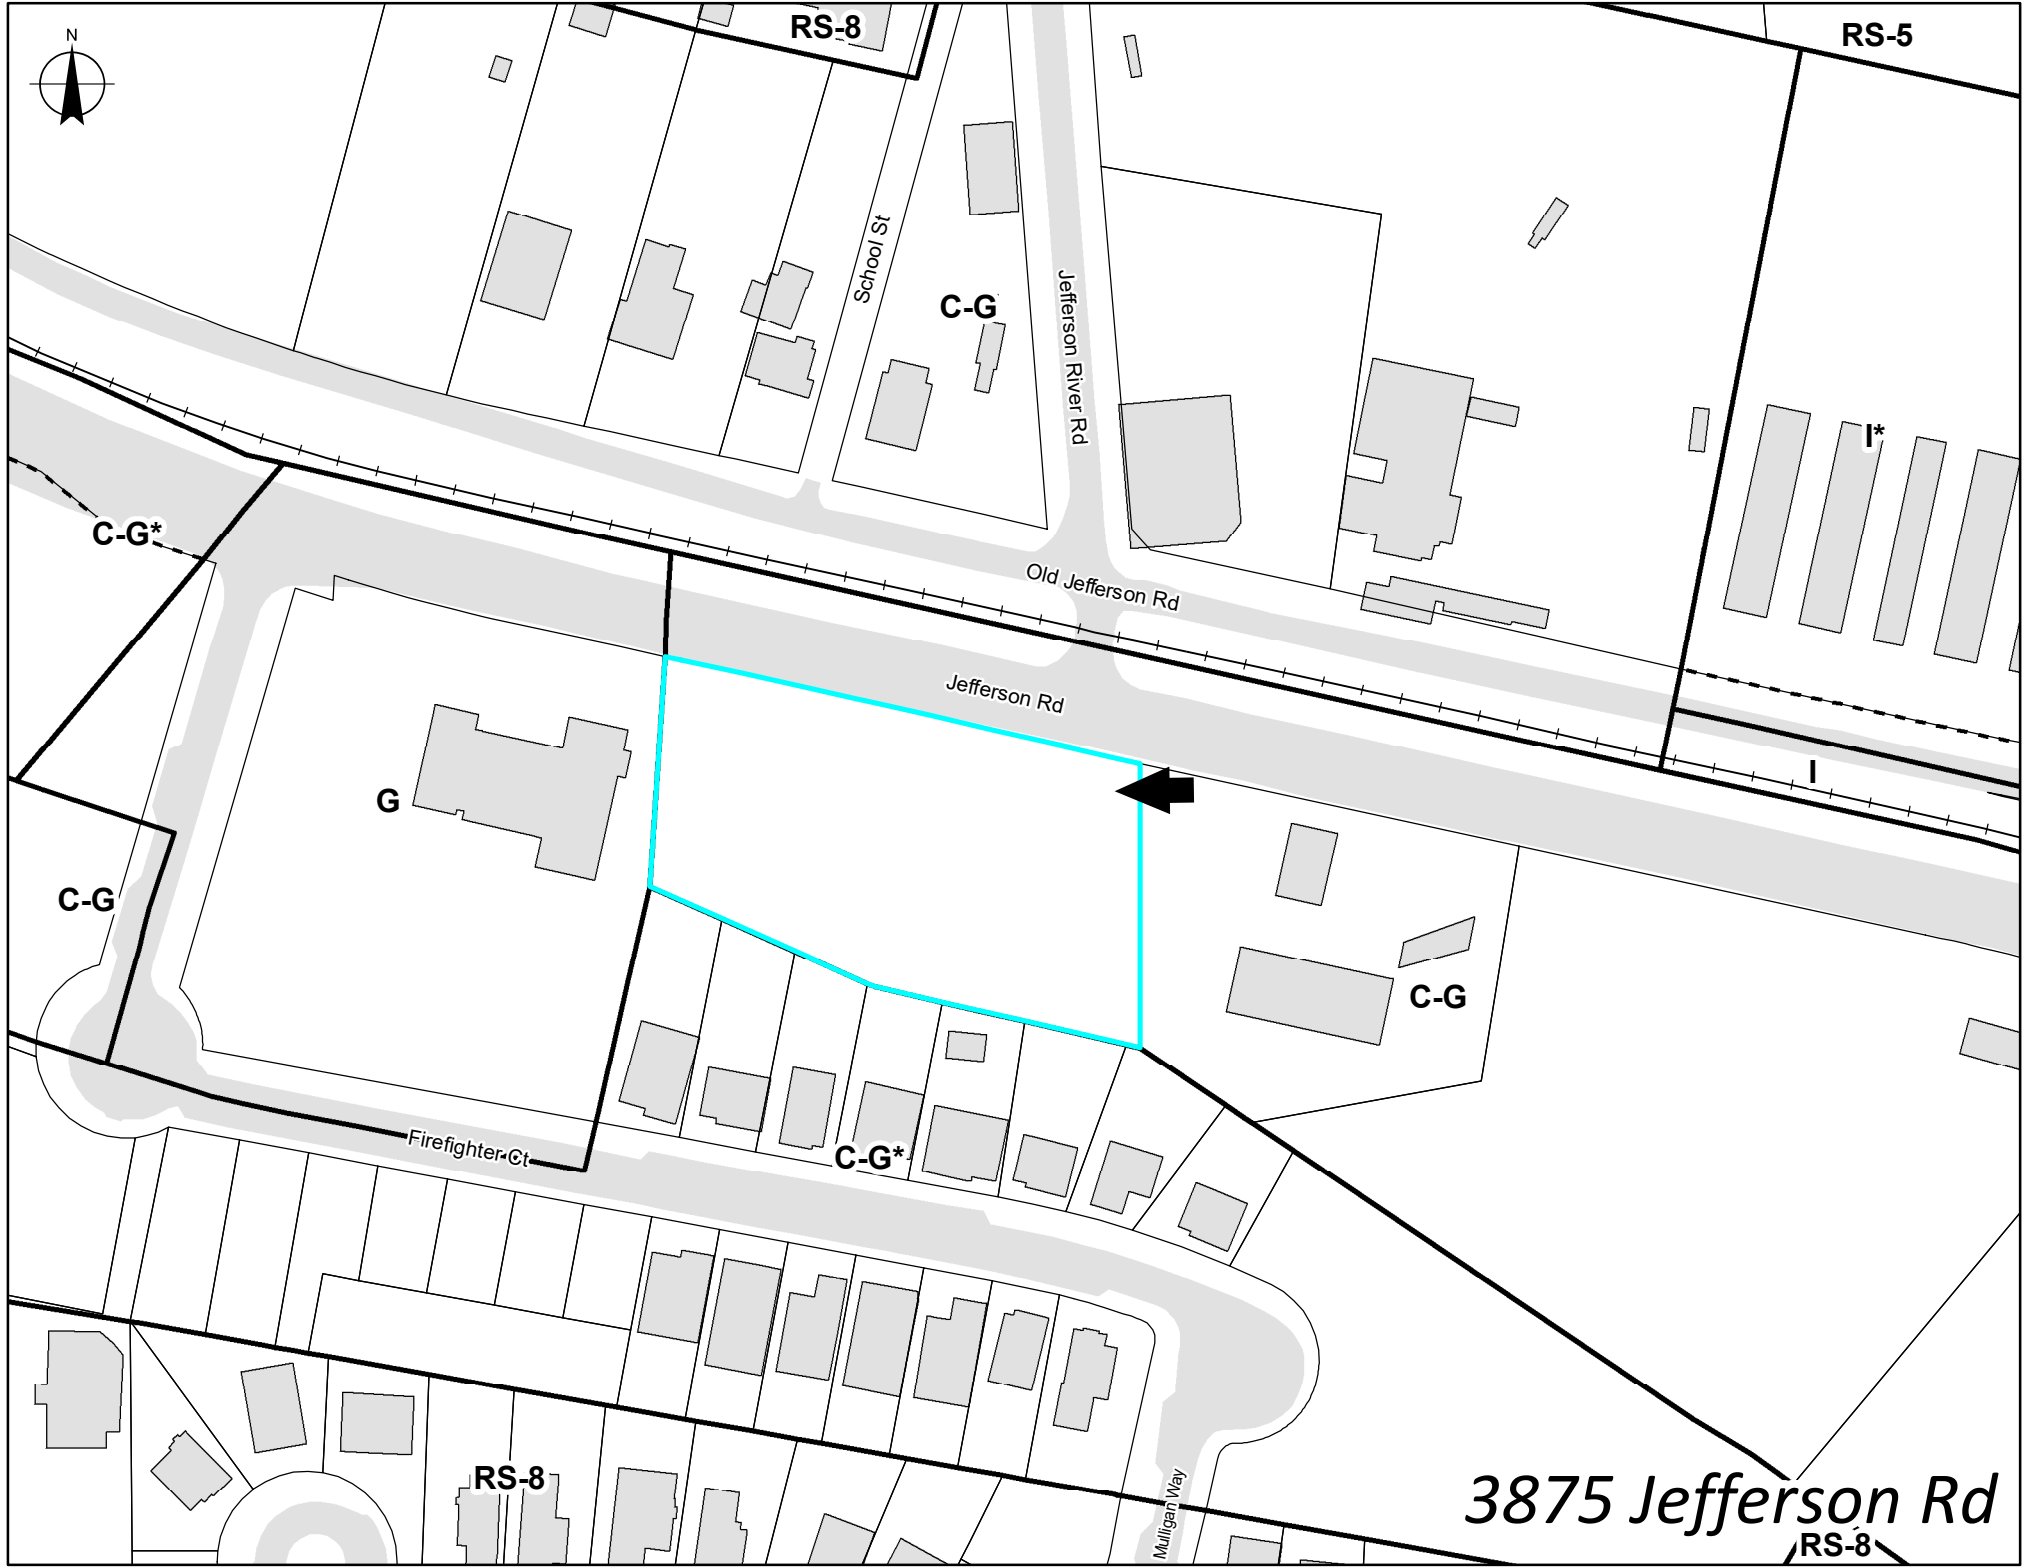 N
RS-8
RS-5
School St
C-G
Jefferson River Rd
I*
C-G*
Old Jefferson Rd
Jefferson Rd
I
G
C-G
C-G
Firefighter Ct
C-G*
RS-8
Mulligan Way
3875 Jefferson Rd
RS-8